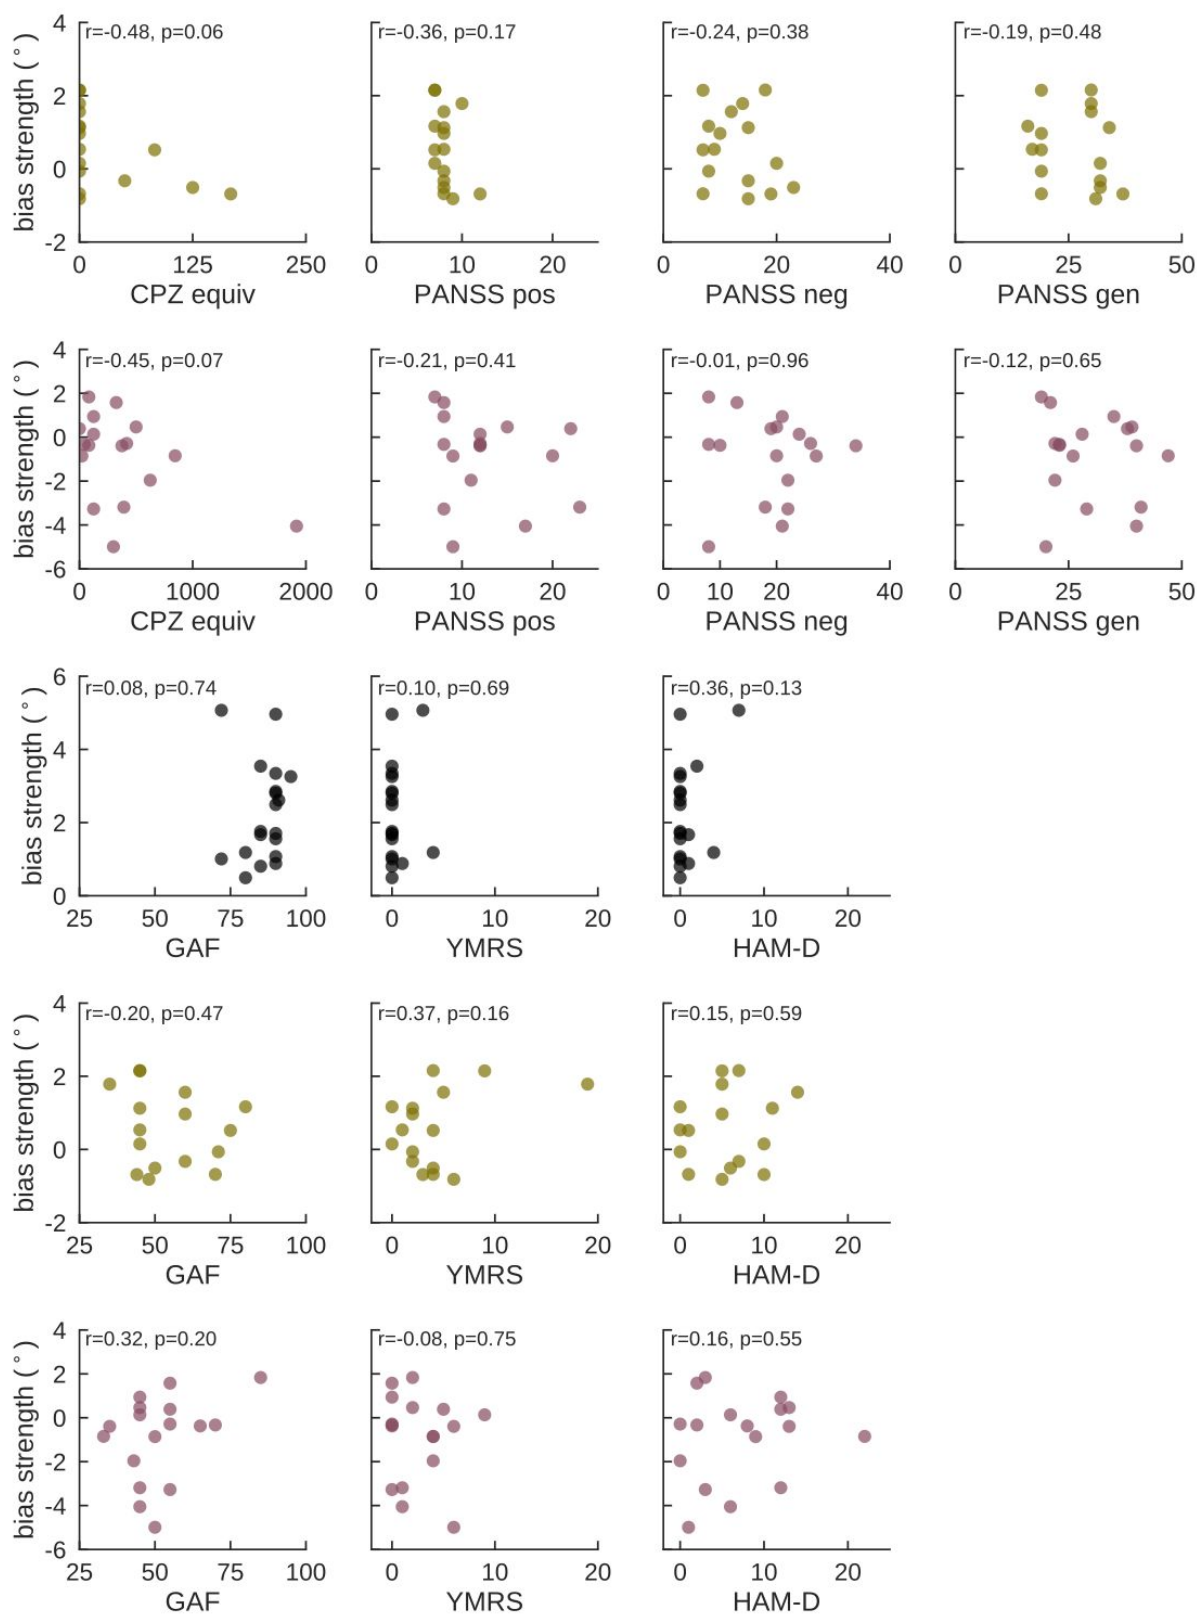 4
r=-0.48, p=0.06
r=-0.36, p=0.17
r=-0.24, p=0.38
r=-0.19, p=0.48
2
0
-2
bias strength (°)
0 125 250
0 10 20
0 20 40
0 25 50
CPZ equiv
PANSS pos
PANSS neg
PANSS gen
4
r=-0.45, p=0.07
r=-0.21, p=0.41
r=-0.01, p=0.96
r=-0.12, p=0.65
2
0
-2
-4
-6
bias strength (°)
0 1000 2000
0 10 20
0 10 20 30 40
0 25 50
CPZ equiv
PANSS pos
PANSS neg
PANSS gen
6
r=0.08, p=0.74
r=0.10, p=0.69
r=0.36, p=0.13
4
2
0
bias strength (°)
25 50 75 100
0 10 20
0 10 20
GAF
YMRS
HAM-D
4
r=-0.20, p=0.47
r=0.37, p=0.16
r=0.15, p=0.59
2
0
-2
bias strength (°)
25 50 75 100
0 10 20
0 10 20
GAF
YMRS
HAM-D
4
r=0.32, p=0.20
r=-0.08, p=0.75
r=0.16, p=0.55
2
0
-2
-4
-6
bias strength (°)
25 50 75 100
0 10 20
0 10 20
GAF
YMRS
HAM-D